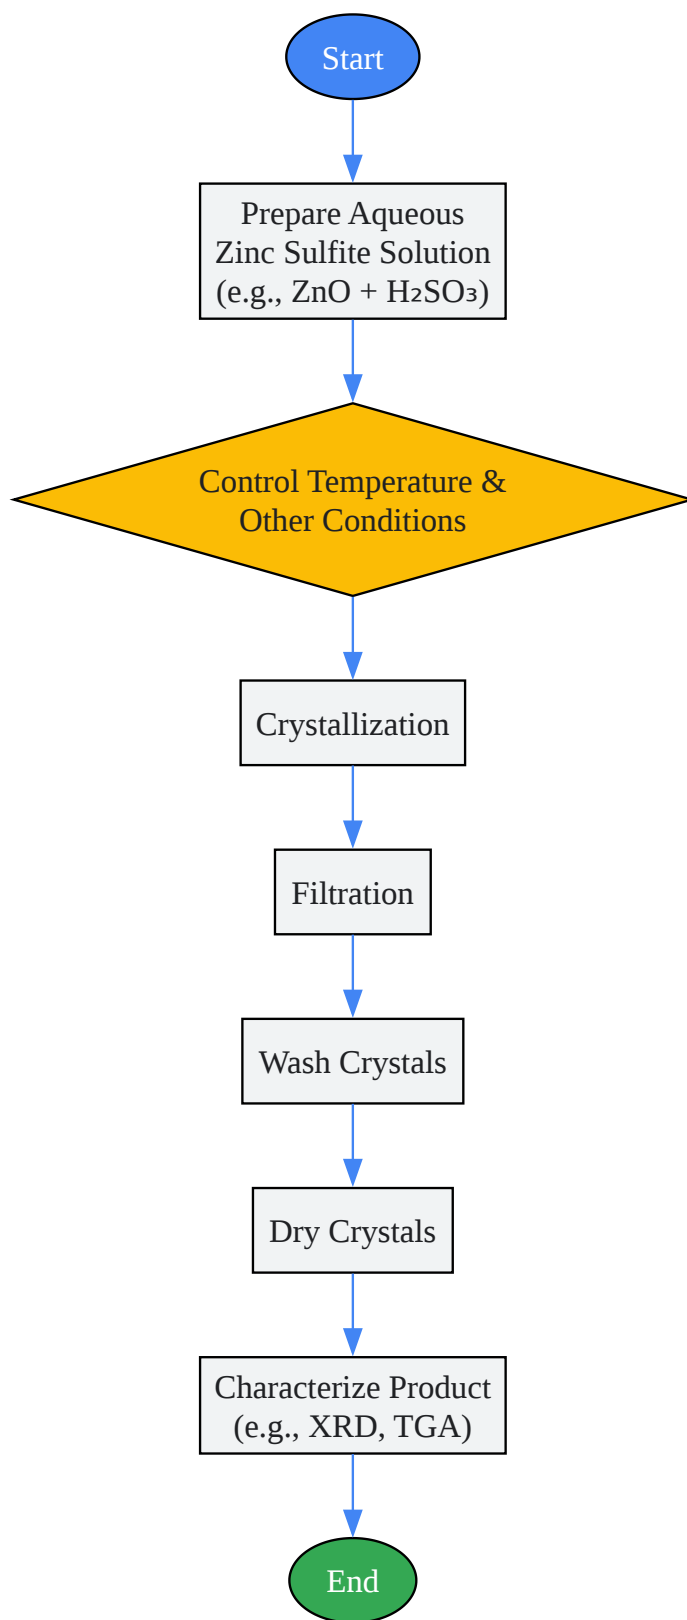 Start
Prepare Aqueous
Zinc Sulfite Solution
(e.g., ZnO + H₂SO₃)
Control Temperature &
Other Conditions
Crystallization
Filtration
Wash Crystals
Dry Crystals
Characterize Product
(e.g., XRD, TGA)
End